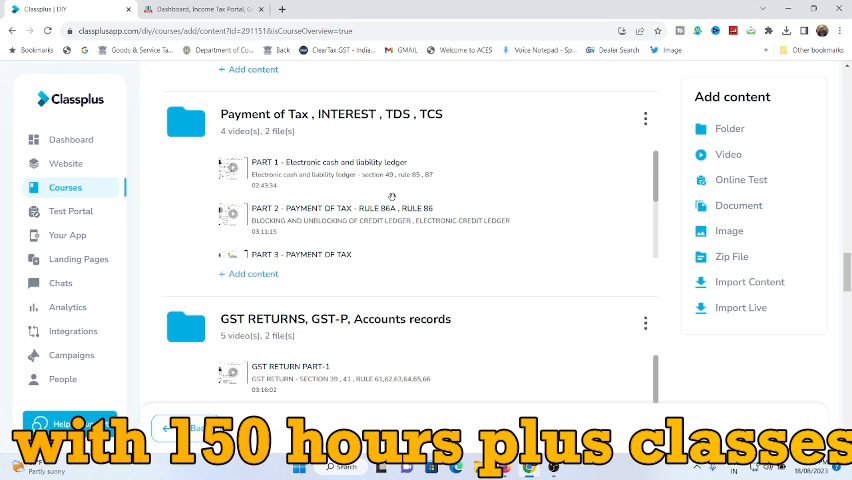 Classplus | DIY
Dashboard, Income Tax Portal, G
classplusapp.com/diy/courses/add/content?id=291151&isCourseOverview=true
Bookmarks
Goods & Service Tax...
Department of Co...
ClearTax GST - India...
GMAIL
Welcome to ACES
Voice Notepad - Sp...
Dealer Search
Image
»
Other bookmarks
Classplus
Dashboard
Website
Courses
Test Portal
Your App
Landing Pages
Chats
Analytics
Integrations
Campaigns
People
+ Add content
Payment of Tax , INTEREST , TDS , TCS
4 video(s), 2 file(s)
PART 1 - Electronic cash and liability ledger
Electronic cash and liability ledger - section 49 , rule 85 , 87
02:43:34
PART 2 - PAYMENT OF TAX - RULE 86A , RULE 86
BLOCKING AND UNBLOCKING OF CREDIT LEDGER , ELECTRONIC CREDIT LEDGER
03:11:15
PART 3 - PAYMENT OF TAX
+ Add content
GST RETURNS, GST-P, Accounts records
5 video(s), 2 file(s)
GST RETURN PART-1
GST RETURN - SECTION 39 , 41 , RULE 61,62,63,64,65,66
03:16:02
Add content
Folder
Video
Online Test
Document
Image
Zip File
Import Content
Import Live
with 150 hours plus classes
Partly sunny
Search
IN
18/08/2023